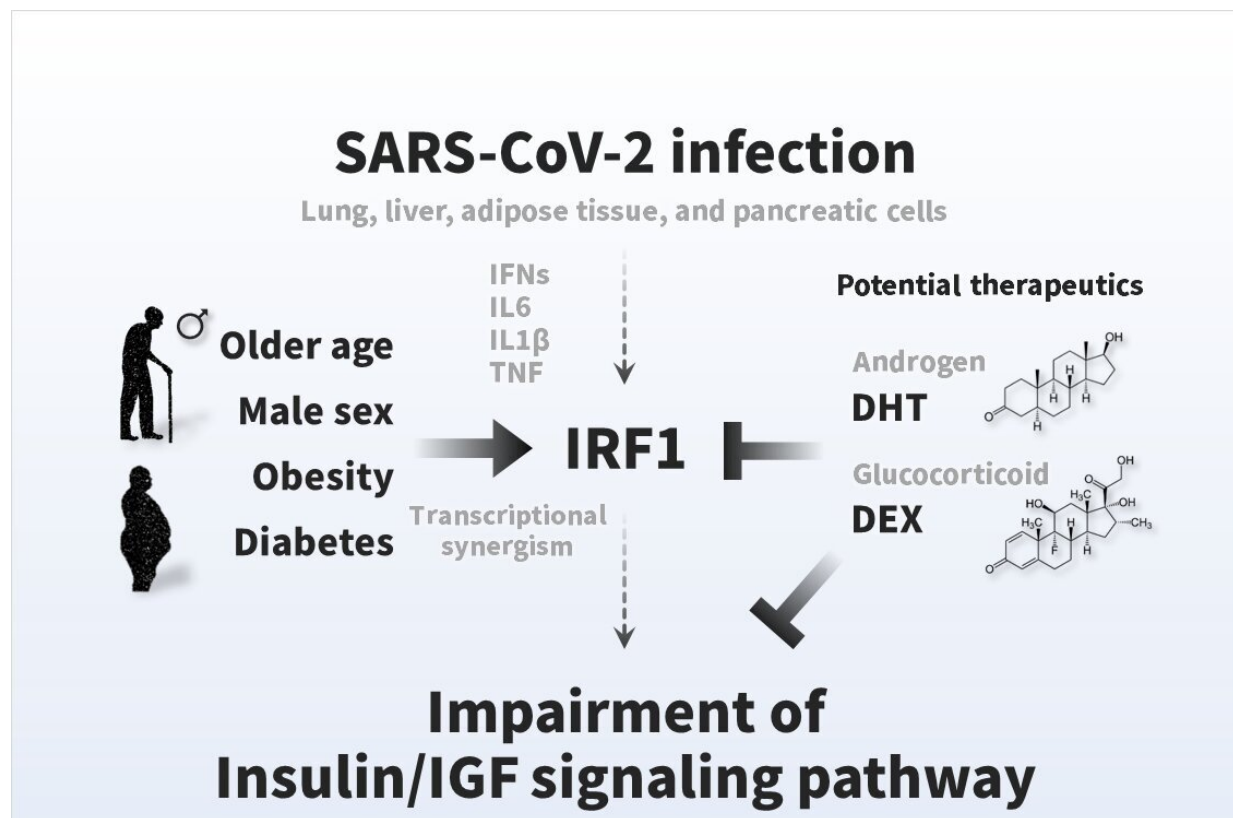 SARS-CoV-2 infection
Lung, liver, adipose tissue, and pancreatic cells
IFNs
IL6
IL1β
TNF
Older age
Male sex
Obesity
Diabetes
Transcriptional
synergism
IRF1
Potential therapeutics
Androgen
DHT
OH
H
H
H
H
O
Glucocorticoid
DEX
OH
O
H₃C
HO
OH
H₃C
H
CH₃
F
H
O
Impairment of
Insulin/IGF signaling pathway